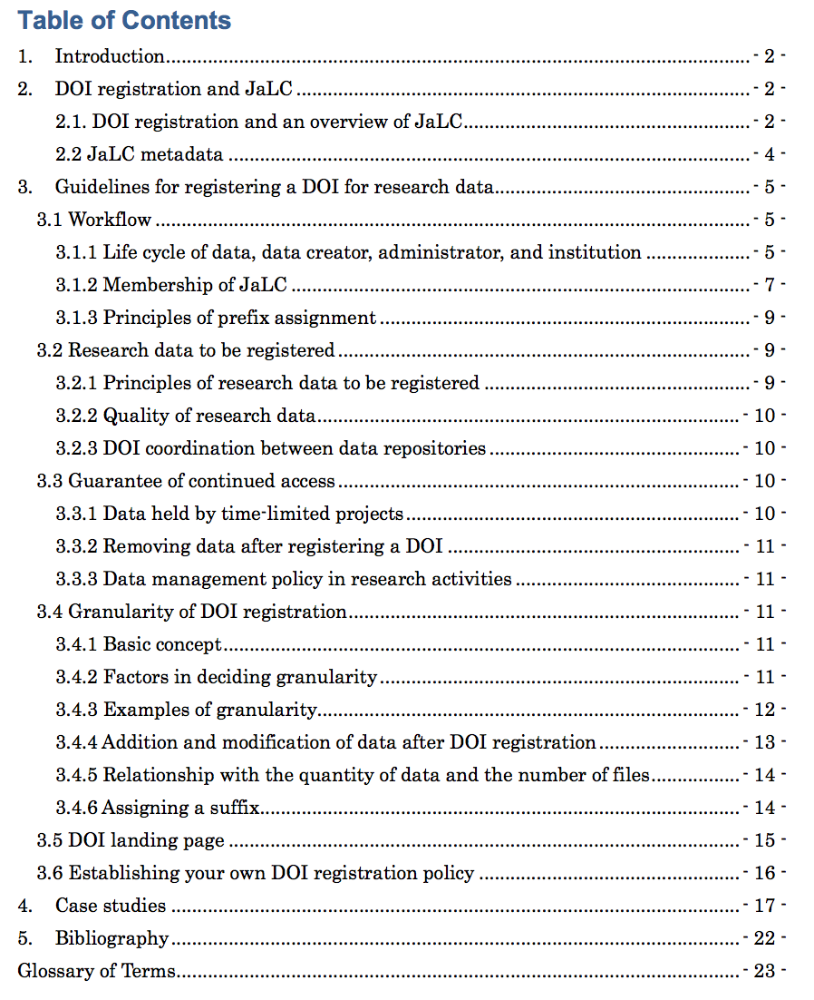 Table of Contents
1. Introduction - 2 -
2. DOI registration and JaLC - 2 -
2.1. DOI registration and an overview of JaLC - 2 -
2.2 JaLC metadata - 4 -
3. Guidelines for registering a DOI for research data - 5 -
3.1 Workflow - 5 -
3.1.1 Life cycle of data, data creator, administrator, and institution - 5 -
3.1.2 Membership of JaLC - 7 -
3.1.3 Principles of prefix assignment - 9 -
3.2 Research data to be registered - 9 -
3.2.1 Principles of research data to be registered - 9 -
3.2.2 Quality of research data - 10 -
3.2.3 DOI coordination between data repositories - 10 -
3.3 Guarantee of continued access - 10 -
3.3.1 Data held by time-limited projects - 10 -
3.3.2 Removing data after registering a DOI - 11 -
3.3.3 Data management policy in research activities - 11 -
3.4 Granularity of DOI registration - 11 -
3.4.1 Basic concept - 11 -
3.4.2 Factors in deciding granularity - 11 -
3.4.3 Examples of granularity - 12 -
3.4.4 Addition and modification of data after DOI registration - 13 -
3.4.5 Relationship with the quantity of data and the number of files - 14 -
3.4.6 Assigning a suffix - 14 -
3.5 DOI landing page - 15 -
3.6 Establishing your own DOI registration policy - 16 -
4. Case studies - 17 -
5. Bibliography - 22 -
Glossary of Terms - 23 -